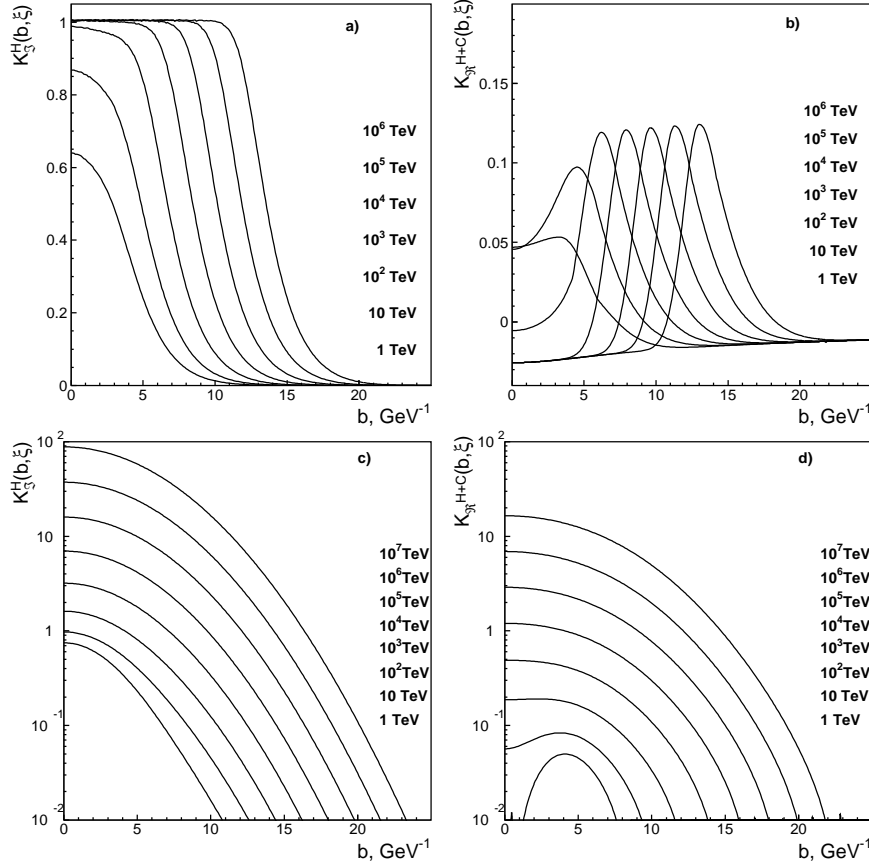 K_ℑ^H(b,ξ)
a)
1
0.8
0.6
0.4
0.2
0
10^6 TeV
10^5 TeV
10^4 TeV
10^3 TeV
10^2 TeV
10 TeV
1 TeV
0 5 10 15 20
b, GeV^-1
K_ℜ^H+C(b,ξ)
b)
0.15
0.1
0.05
0
10^6 TeV
10^5 TeV
10^4 TeV
10^3 TeV
10^2 TeV
10 TeV
1 TeV
0 5 10 15 20
b, GeV^-1
K_ℑ^H(b,ξ)
c)
10^2
10
1
10^-1
10^-2
10^7TeV
10^6TeV
10^5TeV
10^4TeV
10^3TeV
10^2TeV
10 TeV
1 TeV
0 5 10 15 20
b, GeV^-1
K_ℜ^H+C(b,ξ)
d)
10^2
10
1
10^-1
10^-2
10^7TeV
10^6TeV
10^5TeV
10^4TeV
10^3TeV
10^2TeV
10 TeV
1 TeV
0 5 10 15 20
b, GeV^-1